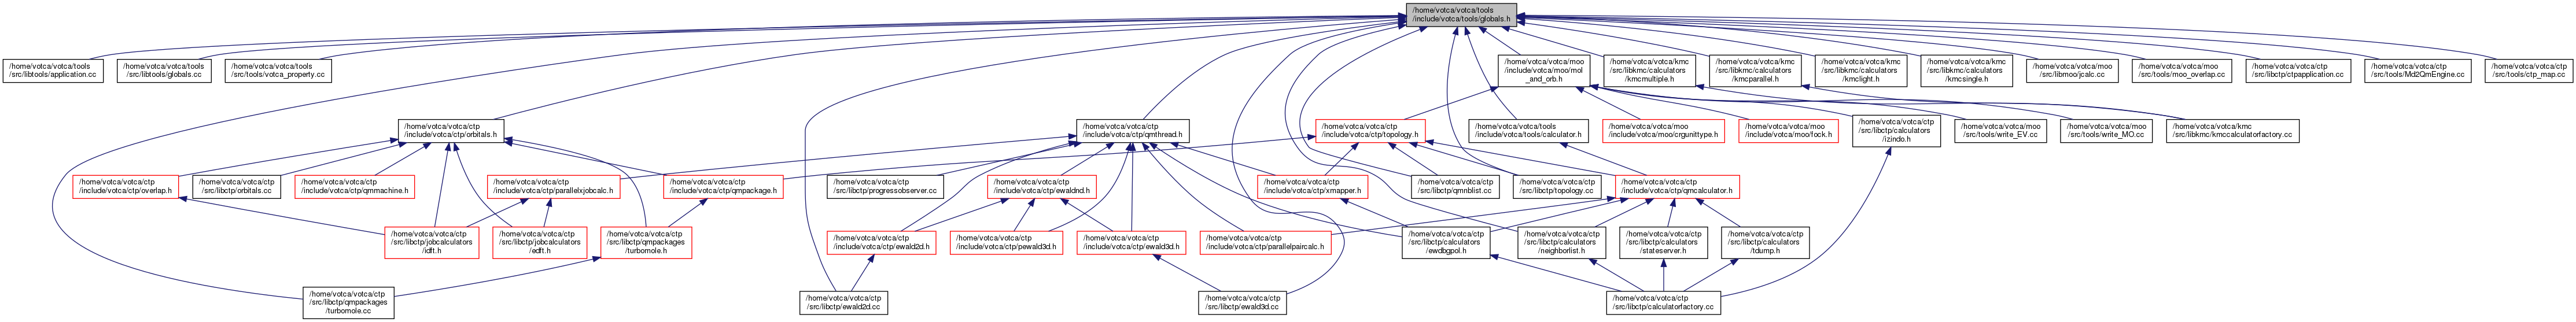 /home/votca/votca/tools
/include/votca/tools/globals.h
/home/votca/votca/tools
/src/libtools/application.cc
/home/votca/votca/tools
/src/libtools/globals.cc
/home/votca/votca/tools
/src/tools/votca_property.cc
/home/votca/votca/moo
/include/votca/moo/mol
_and_orb.h
/home/votca/votca/kmc
/src/libkmc/calculators
/kmcmultiple.h
/home/votca/votca/kmc
/src/libkmc/calculators
/kmcparallel.h
/home/votca/votca/kmc
/src/libkmc/calculators
/kmclight.h
/home/votca/votca/kmc
/src/libkmc/calculators
/kmcsingle.h
/home/votca/votca/moo
/src/libmoo/jcalc.cc
/home/votca/votca/moo
/src/tools/moo_overlap.cc
/home/votca/votca/ctp
/src/libctp/ctpapplication.cc
/home/votca/votca/ctp
/src/tools/Md2QmEngine.cc
/home/votca/votca/ctp
/src/tools/ctp_map.cc
/home/votca/votca/ctp
/include/votca/ctp/orbitals.h
/home/votca/votca/ctp
/include/votca/ctp/qmthread.h
/home/votca/votca/ctp
/include/votca/ctp/topology.h
/home/votca/votca/tools
/include/votca/tools/calculator.h
/home/votca/votca/moo
/include/votca/moo/crgunittype.h
/home/votca/votca/moo
/include/votca/moo/fock.h
/home/votca/votca/ctp
/src/libctp/calculators
/izindo.h
/home/votca/votca/moo
/src/tools/write_EV.cc
/home/votca/votca/moo
/src/tools/write_MO.cc
/home/votca/votca/kmc
/src/libkmc/kmccalculatorfactory.cc
/home/votca/votca/ctp
/include/votca/ctp/overlap.h
/home/votca/votca/ctp
/src/libctp/orbitals.cc
/home/votca/votca/ctp
/include/votca/ctp/qmmachine.h
/home/votca/votca/ctp
/include/votca/ctp/parallelxjobcalc.h
/home/votca/votca/ctp
/include/votca/ctp/qmpackage.h
/home/votca/votca/ctp
/src/libctp/progressobserver.cc
/home/votca/votca/ctp
/include/votca/ctp/ewaldnd.h
/home/votca/votca/ctp
/include/votca/ctp/xmapper.h
/home/votca/votca/ctp
/src/libctp/qmnblist.cc
/home/votca/votca/ctp
/src/libctp/topology.cc
/home/votca/votca/ctp
/include/votca/ctp/qmcalculator.h
/home/votca/votca/ctp
/src/libctp/jobcalculators
/idft.h
/home/votca/votca/ctp
/src/libctp/jobcalculators
/edft.h
/home/votca/votca/ctp
/src/libctp/qmpackages
/turbomole.h
/home/votca/votca/ctp
/include/votca/ctp/ewald2d.h
/home/votca/votca/ctp
/include/votca/ctp/pewald3d.h
/home/votca/votca/ctp
/include/votca/ctp/ewald3d.h
/home/votca/votca/ctp
/include/votca/ctp/parallelpaircalc.h
/home/votca/votca/ctp
/src/libctp/calculators
/ewdbgpol.h
/home/votca/votca/ctp
/src/libctp/calculators
/neighborlist.h
/home/votca/votca/ctp
/src/libctp/calculators
/stateserver.h
/home/votca/votca/ctp
/src/libctp/calculators
/tdump.h
/home/votca/votca/ctp
/src/libctp/qmpackages
/turbomole.cc
/home/votca/votca/ctp
/src/libctp/ewald2d.cc
/home/votca/votca/ctp
/src/libctp/ewald3d.cc
/home/votca/votca/ctp
/src/libctp/calculatorfactory.cc